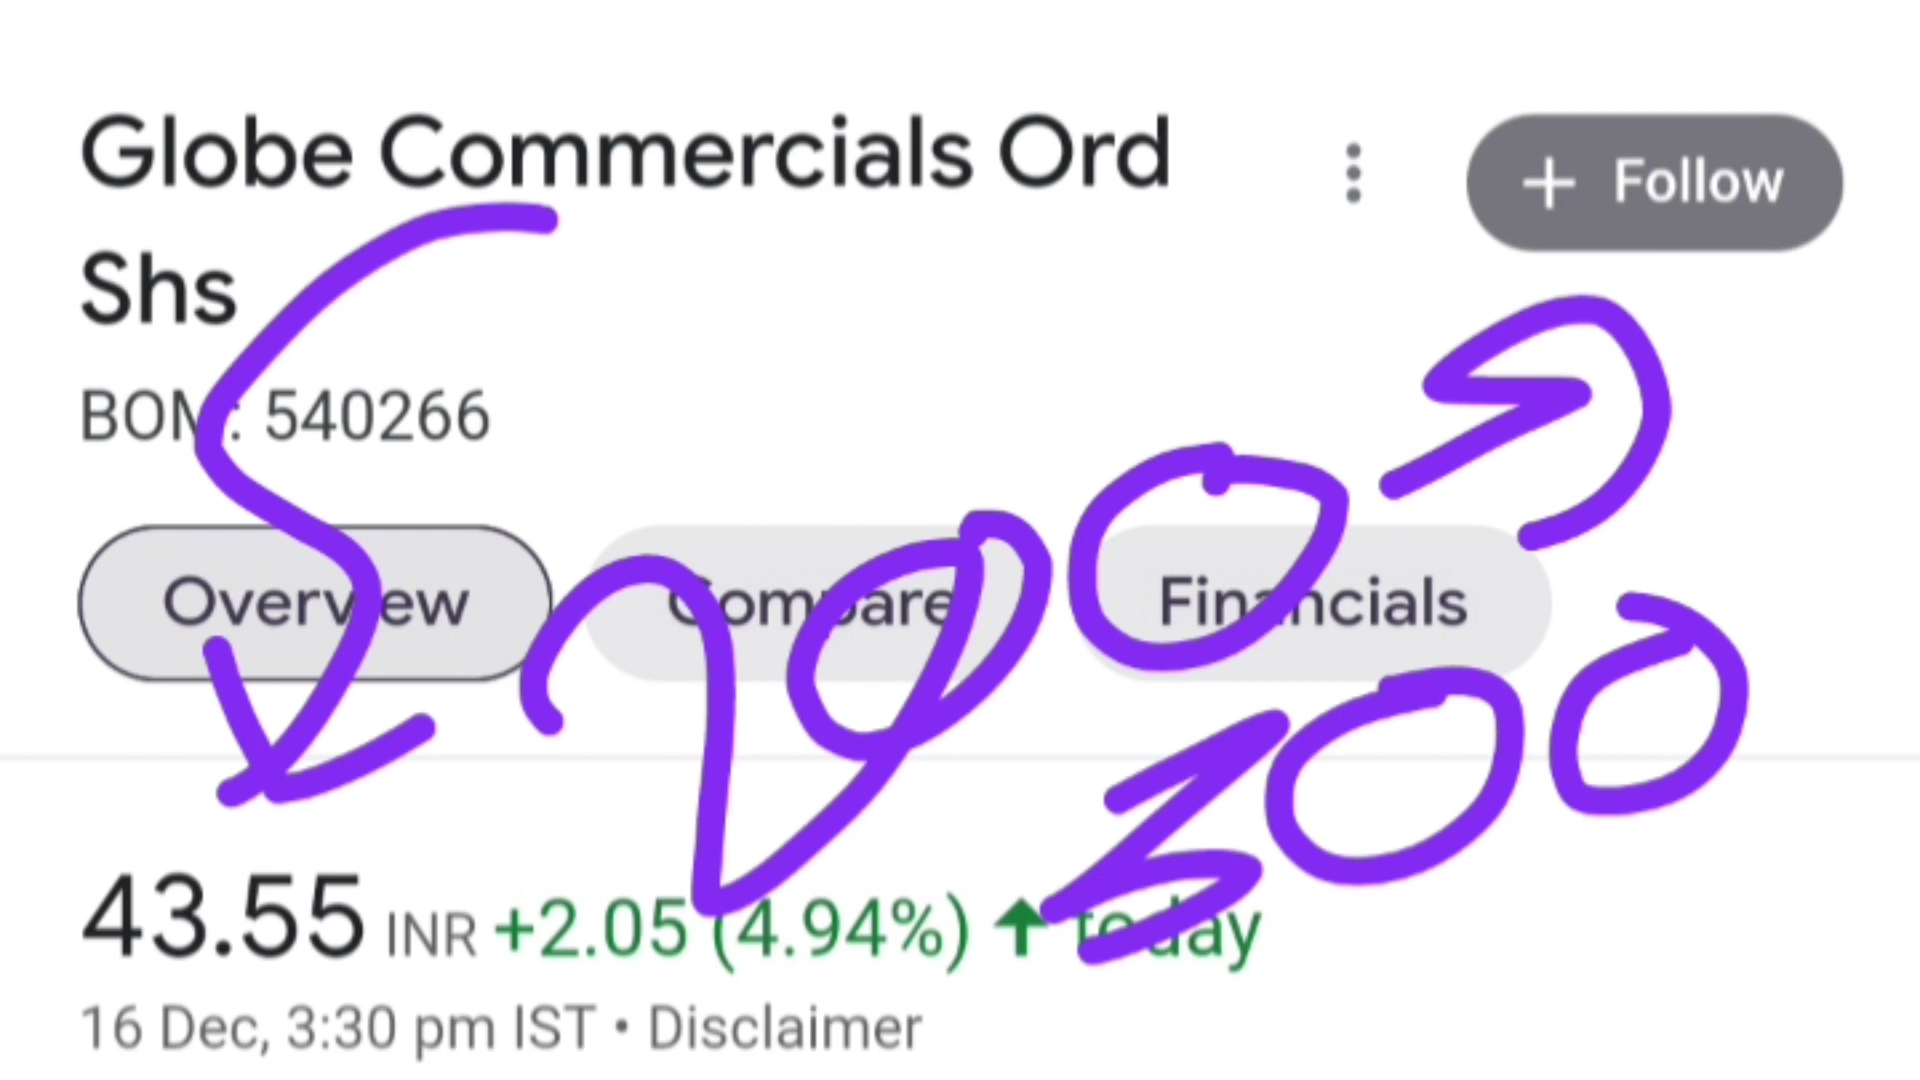 Globe Commercials Ord
Shs
+ Follow
BOM: 540266
Overview Compare Financials
300
43.55 INR +2.05 (4.94%) ↑ today
16 Dec, 3:30 pm IST • Disclaimer